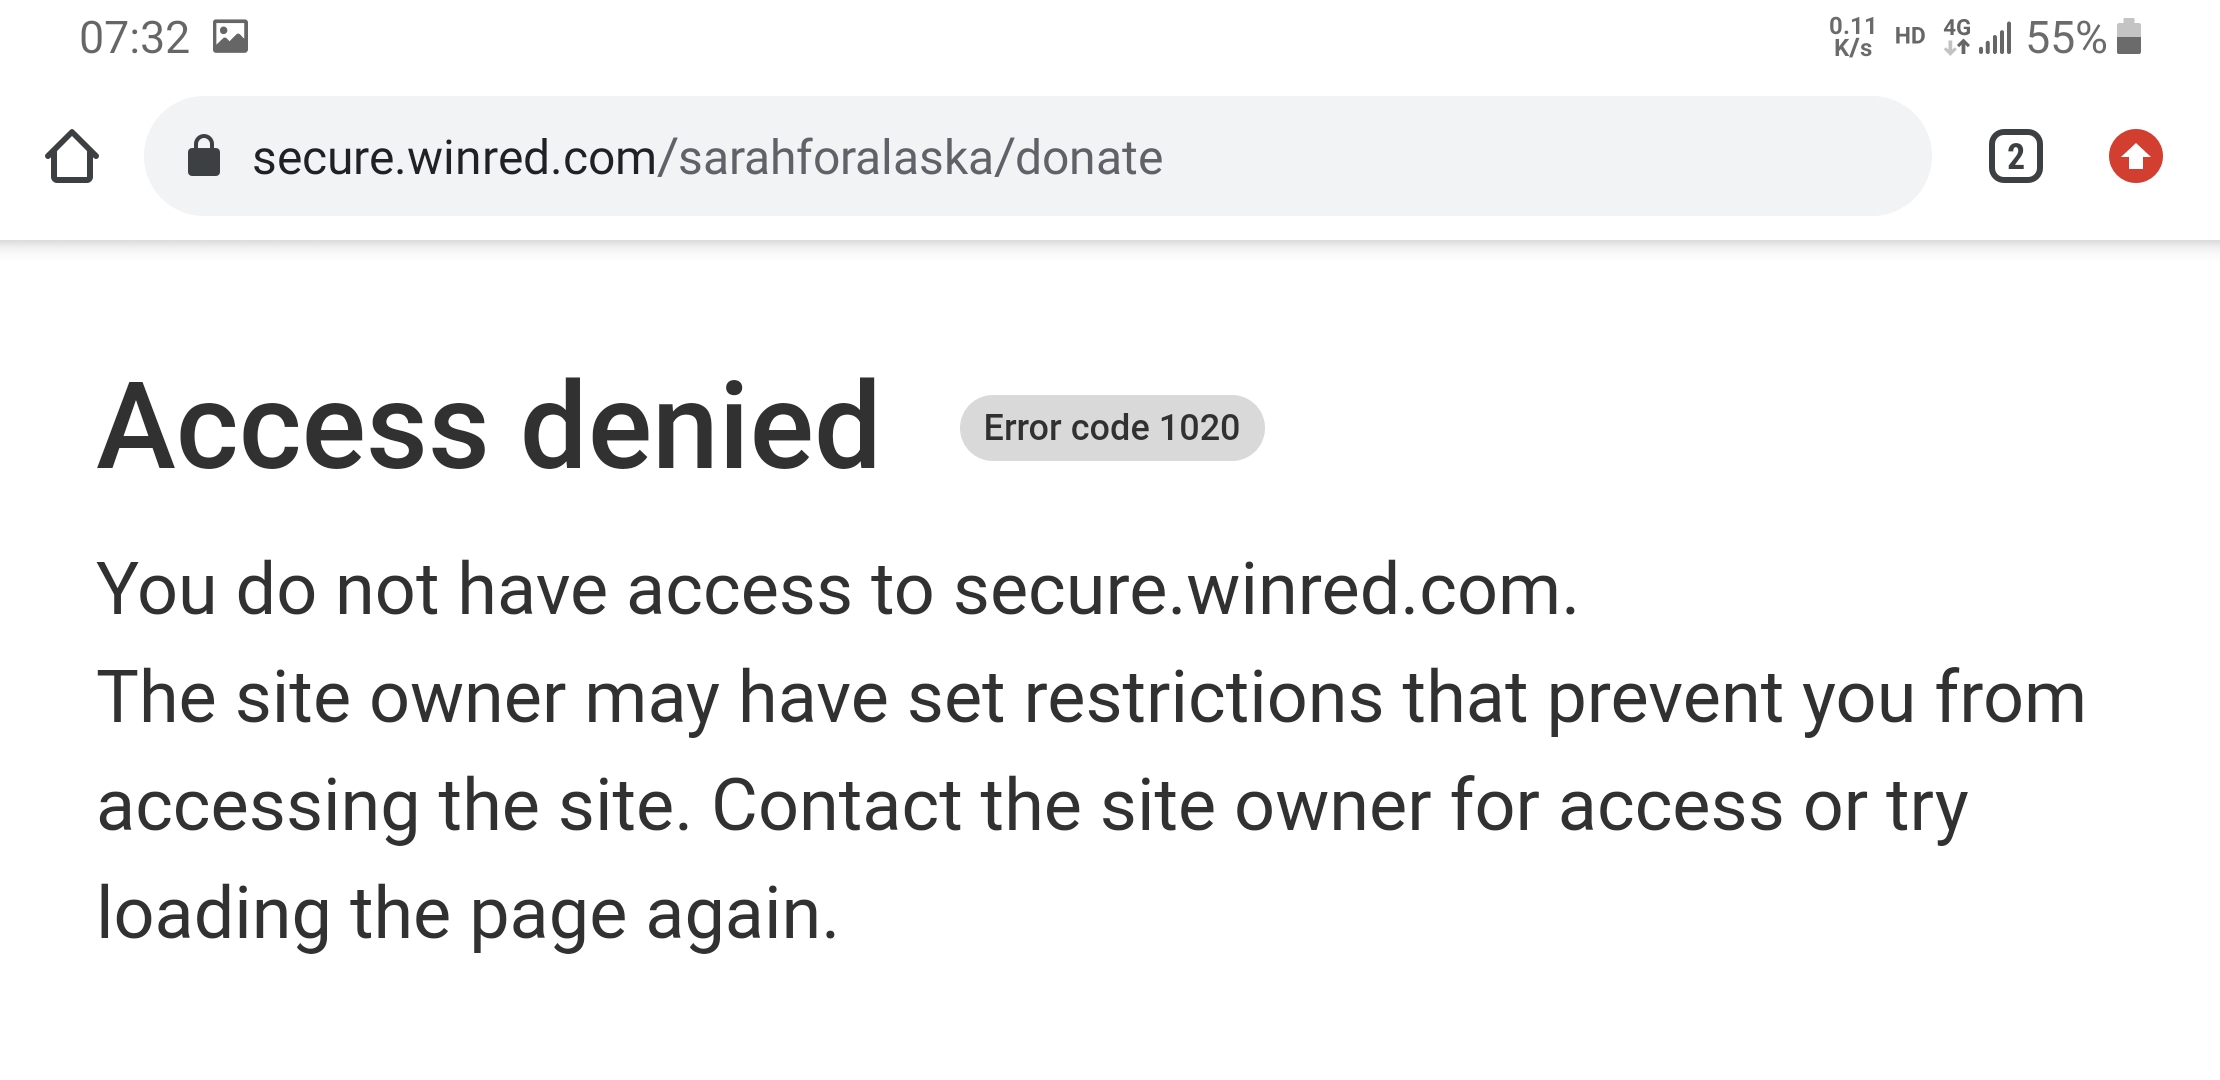 07:32
0.11 K/s HD 4G 55%
secure.winred.com/sarahforalaska/donate
2
Access denied Error code 1020
You do not have access to secure.winred.com.
The site owner may have set restrictions that prevent you from
accessing the site. Contact the site owner for access or try
loading the page again.